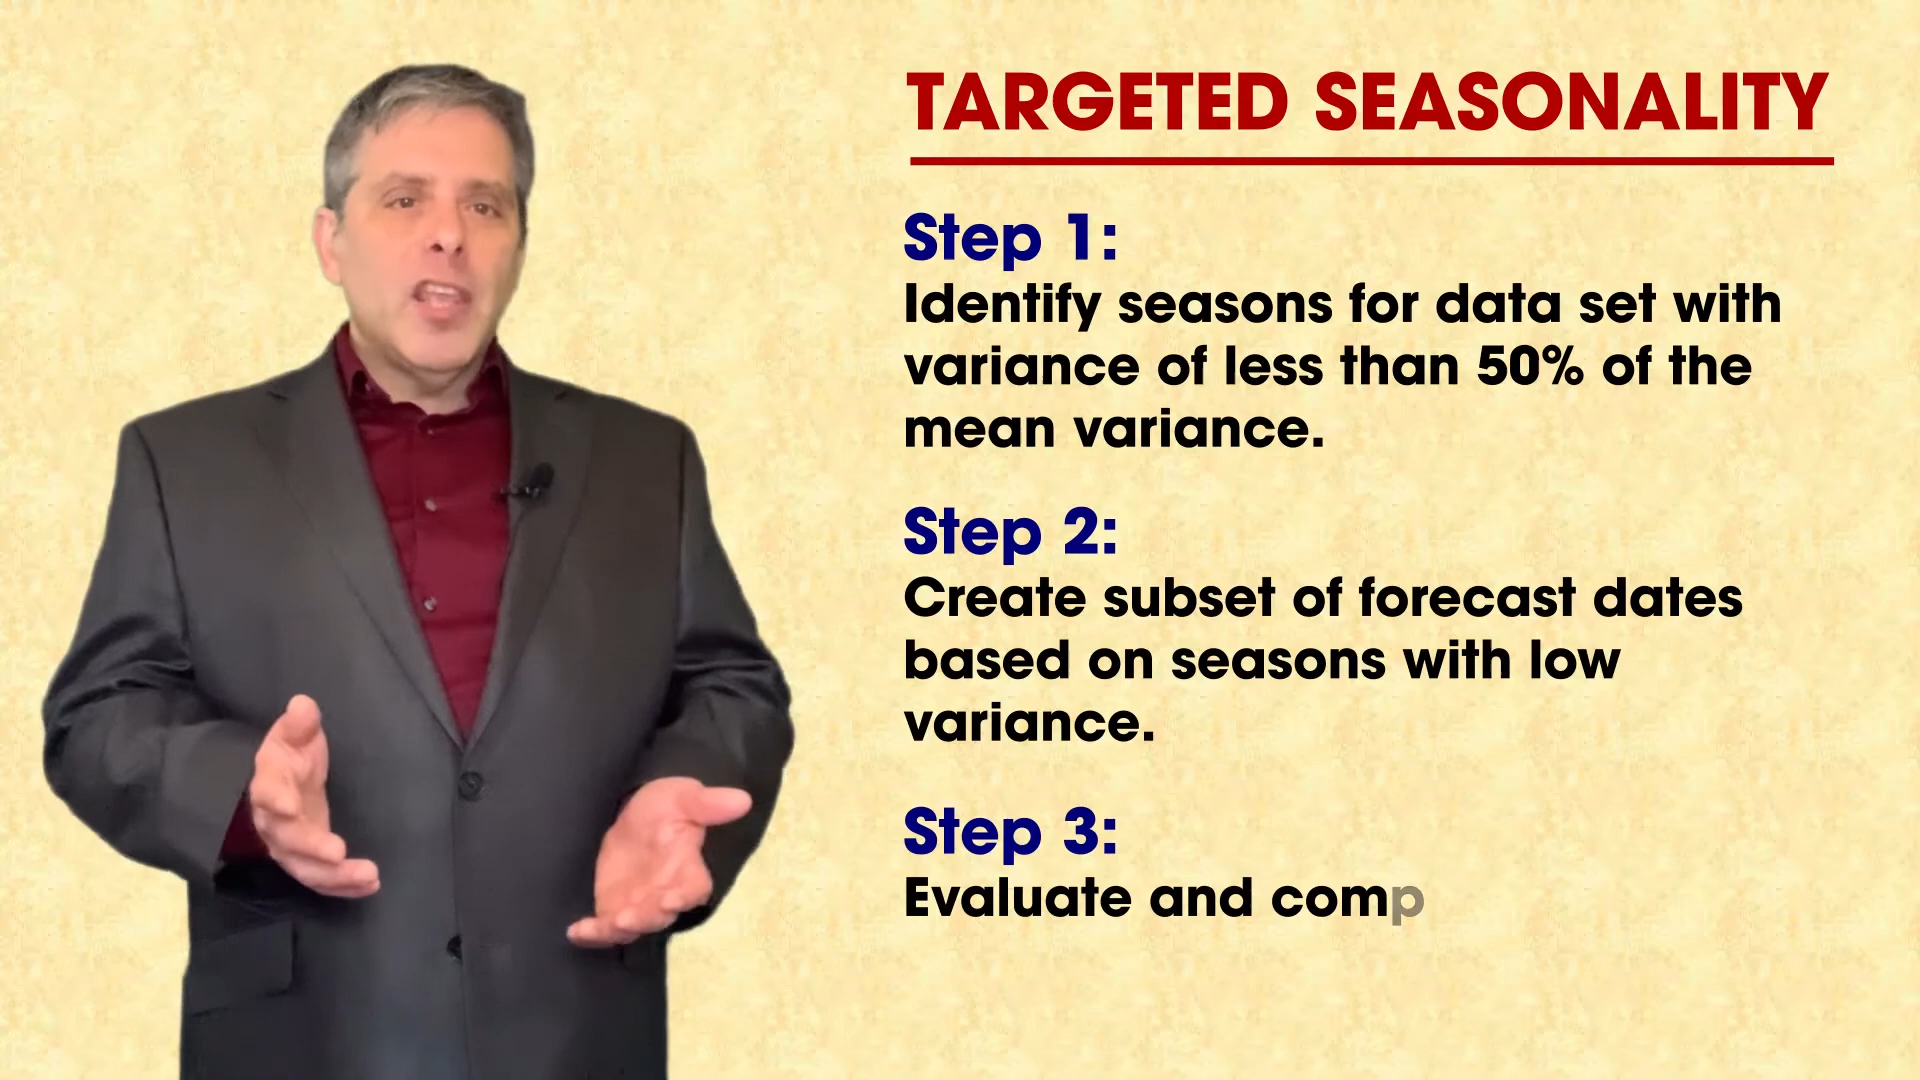 TARGETED SEASONALITY
Step 1:
Identify seasons for data set with
variance of less than 50% of the
mean variance.
Step 2:
Create subset of forecast dates
based on seasons with low
variance.
Step 3:
Evaluate and comp